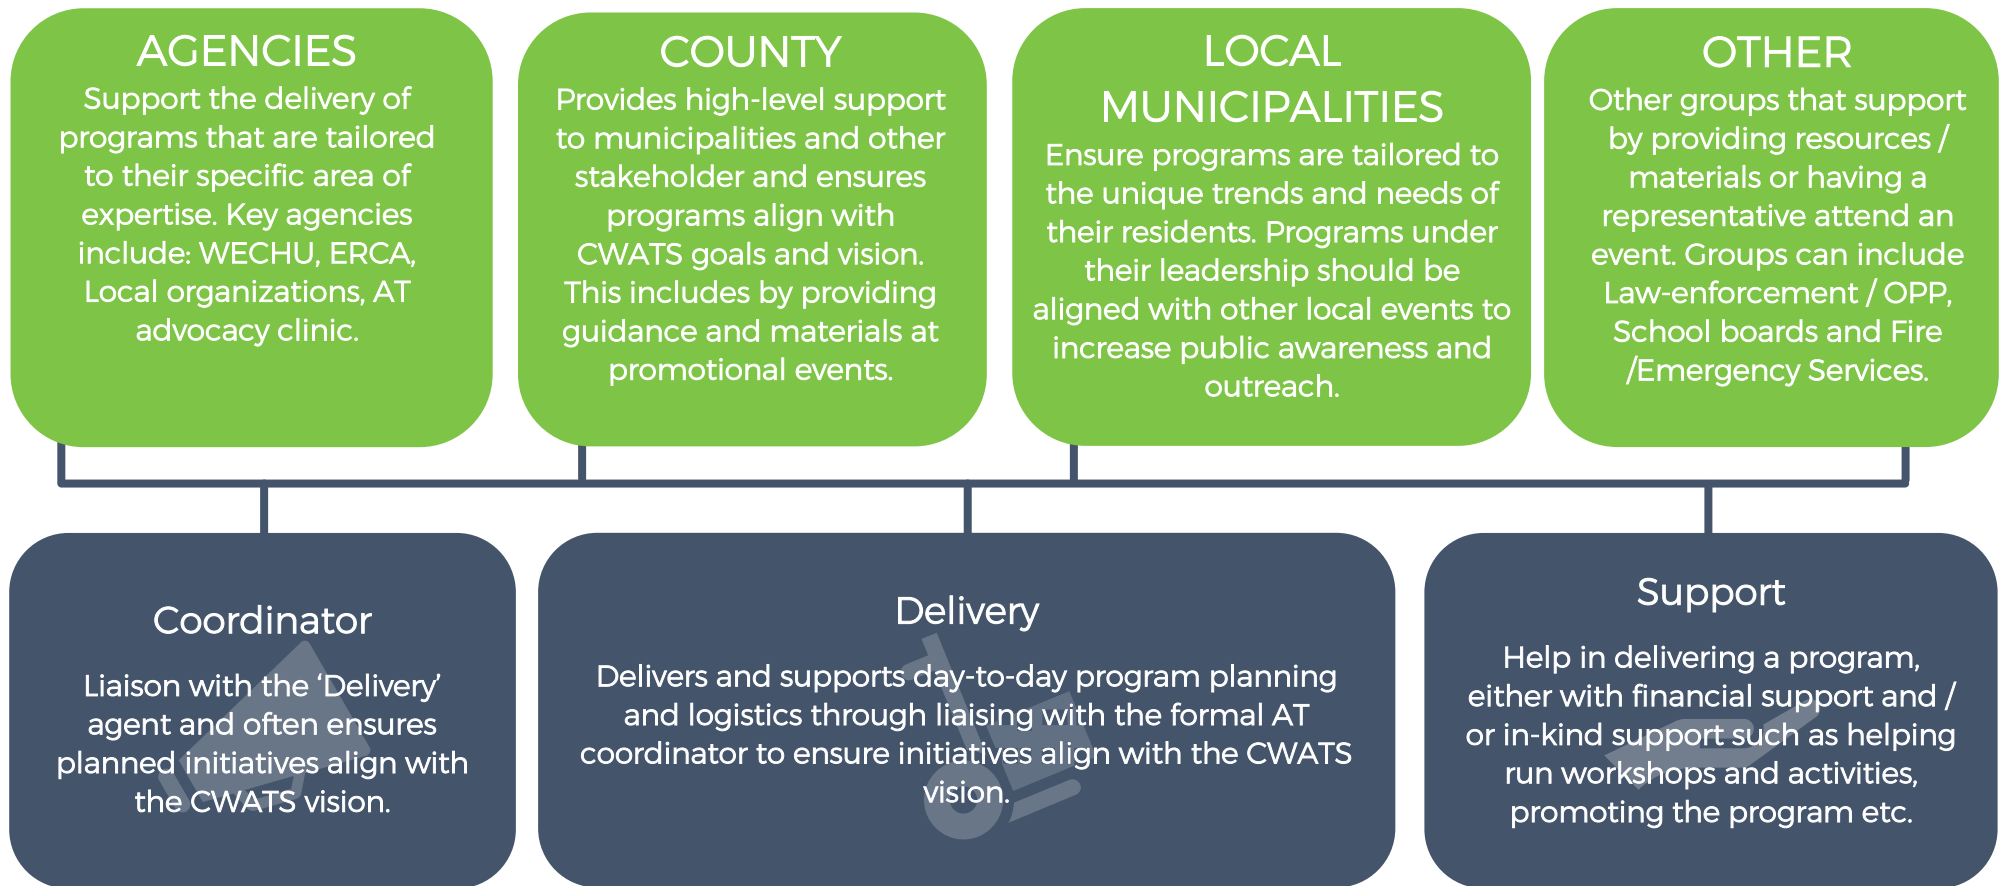 AGENCIES
Support the delivery of
programs that are tailored
to their specific area of
expertise. Key agencies
include: WECHU, ERCA,
Local organizations, AT
advocacy clinic.
COUNTY
Provides high-level support
to municipalities and other
stakeholder and ensures
programs align with
CWATS goals and vision.
This includes by providing
guidance and materials at
promotional events.
LOCAL
MUNICIPALITIES
Ensure programs are tailored to
the unique trends and needs of
their residents. Programs under
their leadership should be
aligned with other local events to
increase public awareness and
outreach.
OTHER
Other groups that support
by providing resources /
materials or having a
representative attend an
event. Groups can include
Law-enforcement / OPP,
School boards and Fire
/Emergency Services.
Coordinator
Liaison with the ‘Delivery’
agent and often ensures
planned initiatives align with
the CWATS vision.
Delivery
Delivers and supports day-to-day program planning
and logistics through liaising with the formal AT
coordinator to ensure initiatives align with the CWATS
vision.
Support
Help in delivering a program,
either with financial support and /
or in-kind support such as helping
run workshops and activities,
promoting the program etc.